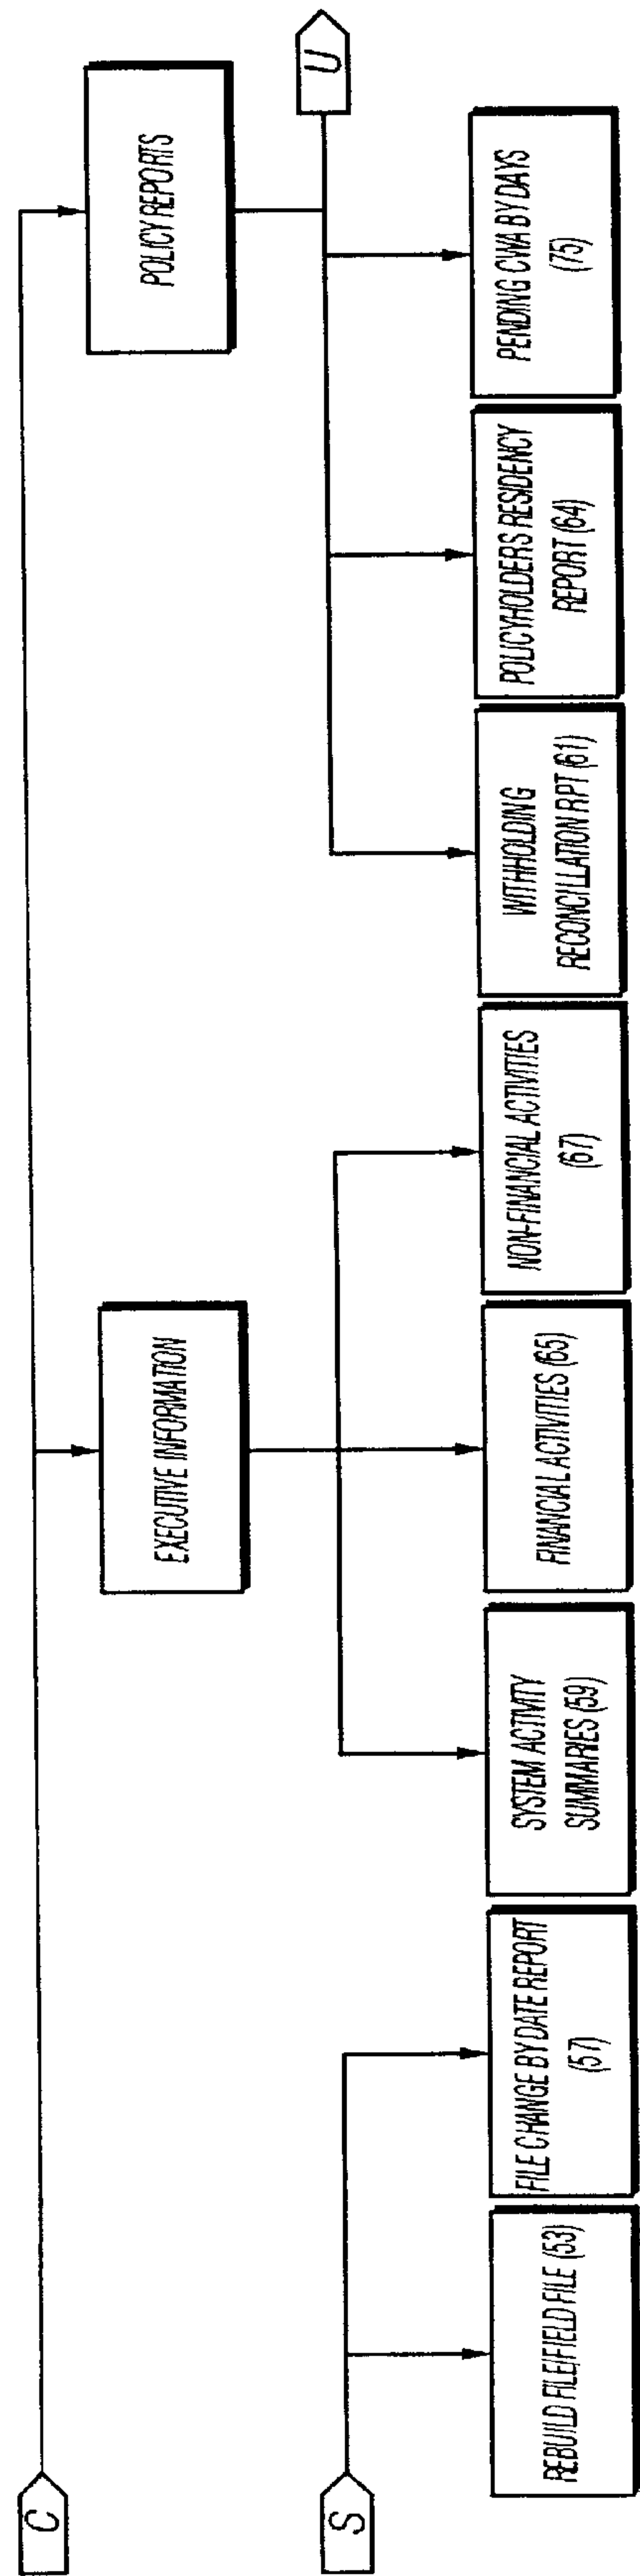 C
EXECUTIVE INFORMATION
POLICY REPORTS
S
U
REBUILD FILE/FIELD FILE (53)
FILE CHANGE BY DATE REPORT
(57)
SYSTEM ACTIVITY
SUMMARIES (59)
FINANCIAL ACTIVITIES (65)
NON-FINANCIAL ACTIVITIES
(67)
WITHHOLDING
RECONCILLATION RPT (61)
POLICYHOLDERS RESIDENCY
REPORT (64)
PENDING CWA BY DAYS
(75)